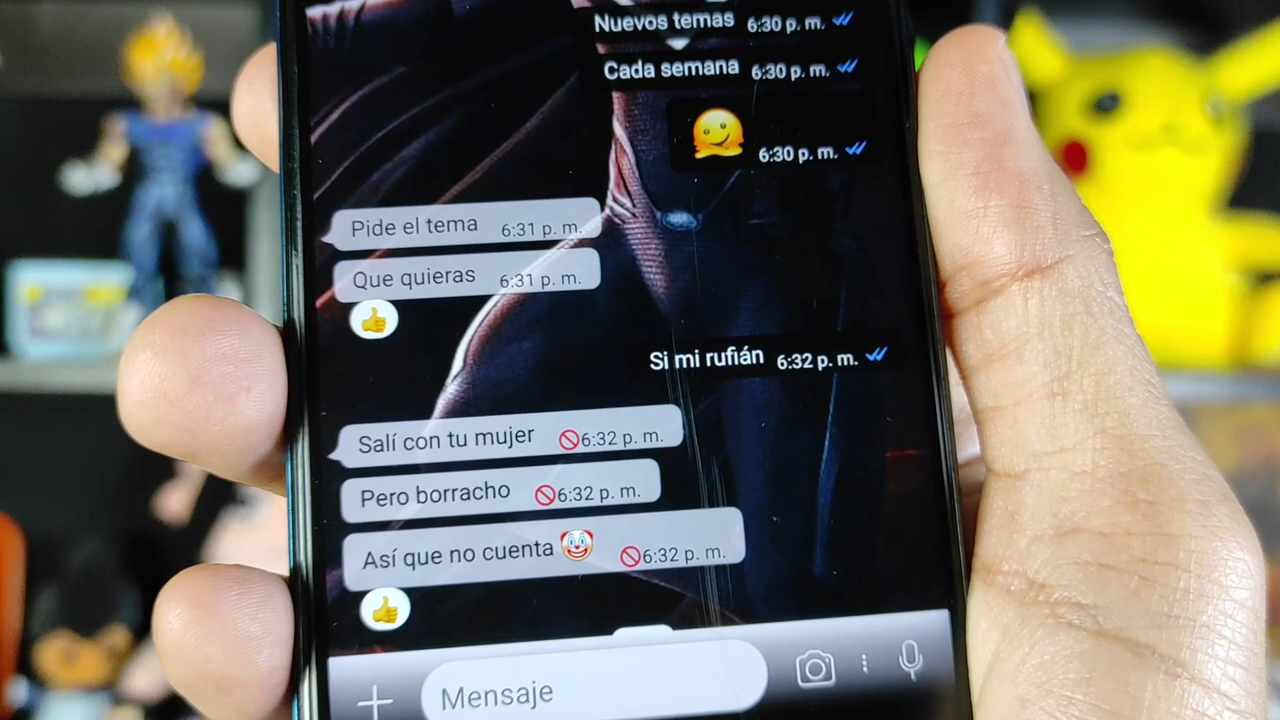 Nuevos temas 6:30 p. m.
Cada semana 6:30 p. m.
6:30 p. m.
Pide el tema 6:31 p. m.
Que quieras 6:31 p. m.
Si mi rufián 6:32 p. m.
Salí con tu mujer 6:32 p. m.
Pero borracho 6:32 p. m.
Así que no cuenta 🤡 6:32 p. m.
Mensaje